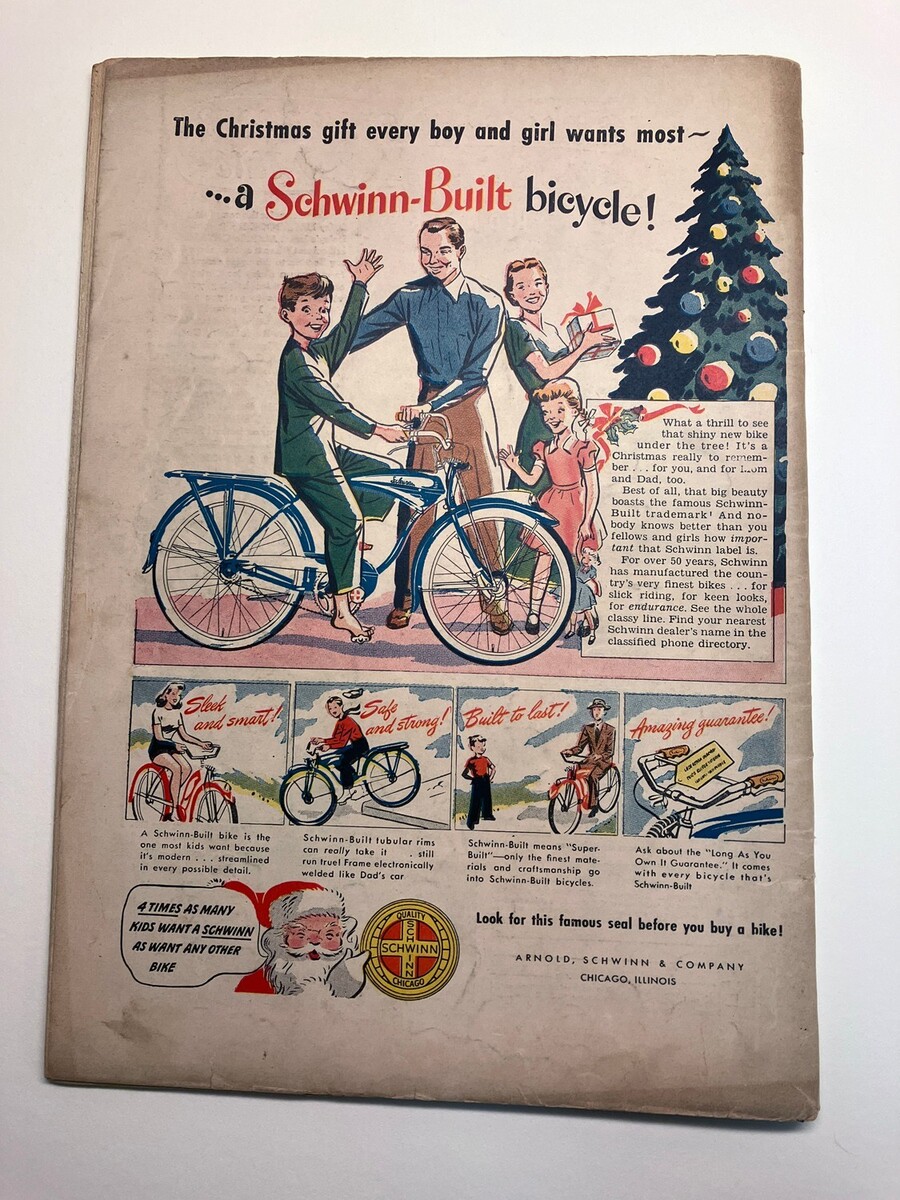 The Christmas gift every boy and girl wants most~
...a Schwinn-Built bicycle!
Schwinn
What a thrill to see
that shiny new bike
under the tree! It's a
Christmas really to remem-
ber . . . for you, and for
and Dad, too.
Best of all, that big beauty
boasts the famous Schwinn-
Built trademark! And no-
body knows better than you
fellows and girls how impor-
tant that Schwinn label is.
For over 50 years, Schwinn
has manufactured the coun-
try's very finest bikes . . . for
slick riding, for keen looks,
for endurance. See the whole
classy line. Find your nearest
Schwinn dealer's name in the
classified phone directory.
Sleek
and smart!
Safe
and strong!
Built to last!
Amazing guarantee!
A Schwinn-Built bike is the
one most kids want because
it's modern . . . streamlined
in every possible detail.
Schwinn-Built tubular rims
can really take it . still
run true! Frame electronically
welded like Dad's car
Schwinn-Built means "Super-
Built"—only the finest mate-
rials and craftsmanship go
into Schwinn-Built bicycles.
Ask about the "Long As You
Own It Guarantee." It comes
with every bicycle that's
Schwinn-Built
4 TIMES AS MANY
KIDS WANT A SCHWINN
AS WANT ANY OTHER
BIKE
QUALITY
SCHWINN
SCHWINN
CHICAGO
Look for this famous seal before you buy a bike!
ARNOLD, SCHWINN & COMPANY
CHICAGO, ILLINOIS